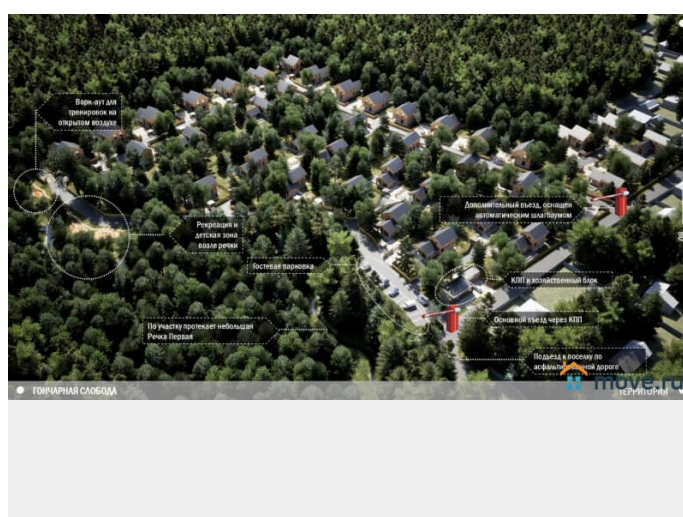 Ворк-аут для
тренировок на
открытом воздухе
Рекреация и
детская зона
возле речки
Дополнительный въезд, оснащен
автоматическим шлагбаумом
Гостевая парковка
КПП и хозяйственный блок
Основной въезд через КПП
По участку протекает небольшая
Речка Первая
Подъезд к поселку по
асфальтированной дороге
ГОНЧАРНАЯ СЛОБОДА
move.ru
ТЕРРИТОРИЯ